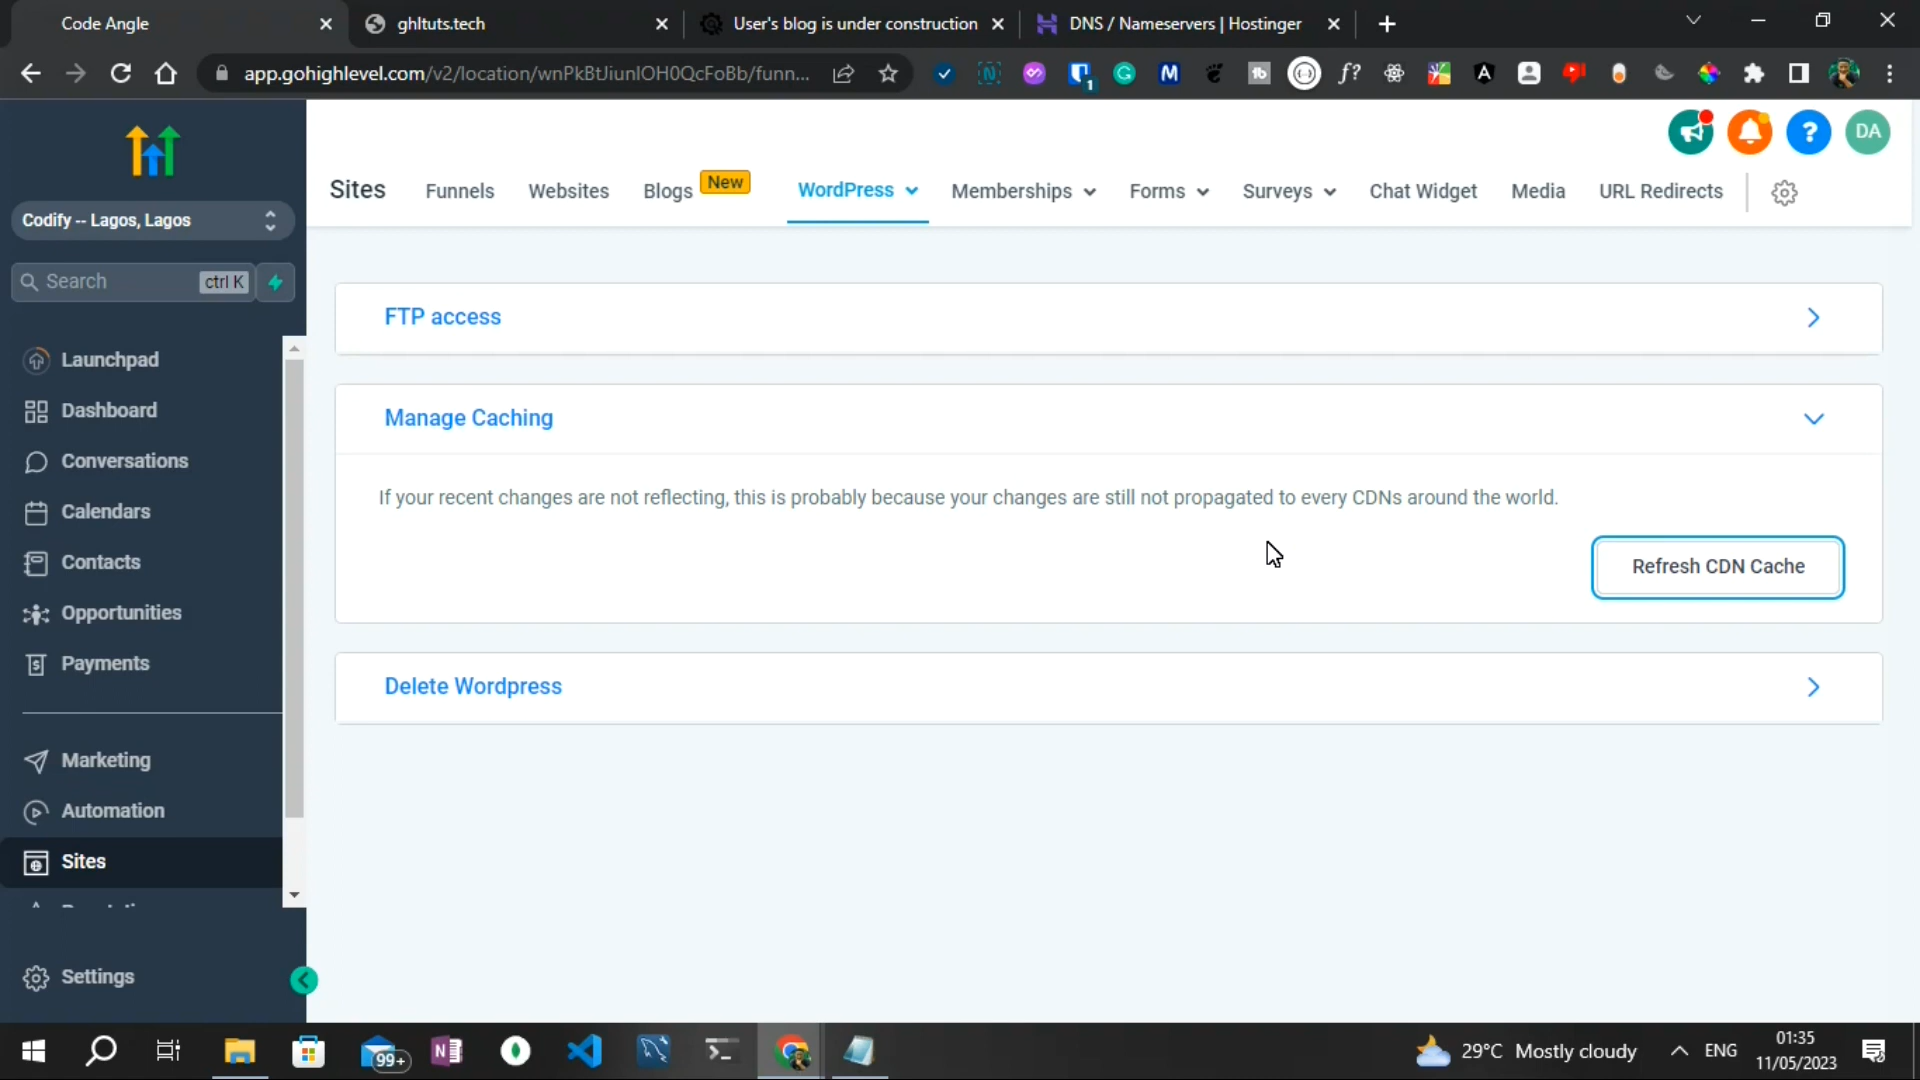 Code Angle
ghltuts.tech
User's blog is under construction
DNS / Nameservers | Hostinger
app.gohighlevel.com/v2/location/wnPkBtJiunIOH0QcFoBb/funn...
DA
Sites
Funnels
Websites
Blogs
New
WordPress
Memberships
Forms
Surveys
Chat Widget
Media
URL Redirects
Codify -- Lagos, Lagos
Search
ctrl K
Launchpad
Dashboard
Conversations
Calendars
Contacts
Opportunities
Payments
Marketing
Automation
Sites
Settings
FTP access
Manage Caching
If your recent changes are not reflecting, this is probably because your changes are still not propagated to every CDNs around the world.
Refresh CDN Cache
Delete Wordpress
99+
29°C Mostly cloudy
ENG
01:35
11/05/2023